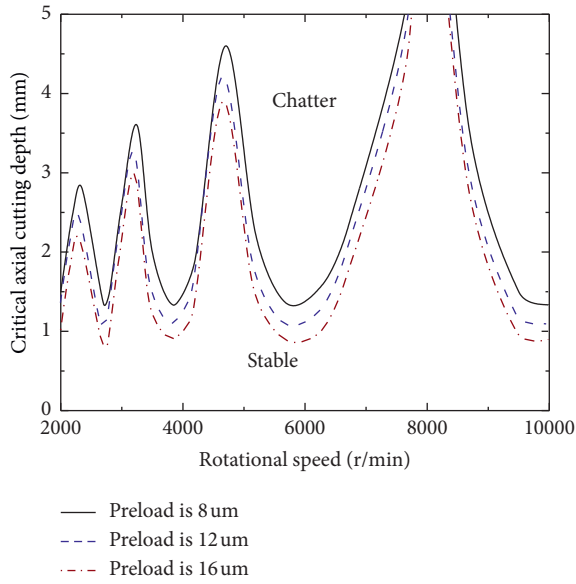 Critical axial cutting depth (mm)
5
4
3
2
1
0
Chatter
Stable
2000 4000 6000 8000 10000
Rotational speed (r/min)
Preload is 8 um
Preload is 12 um
Preload is 16 um